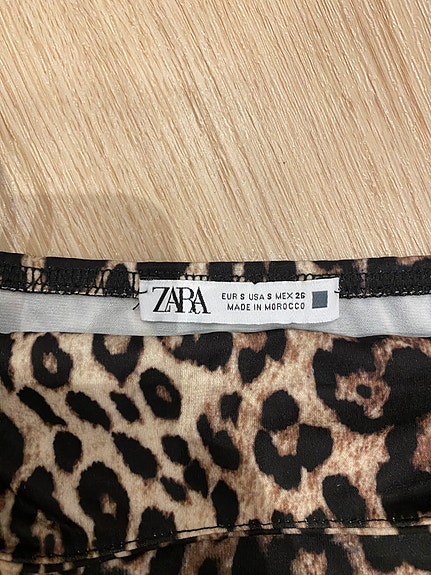 ZARA
EUR S USA S MEX 26
MADE IN MOROCCO